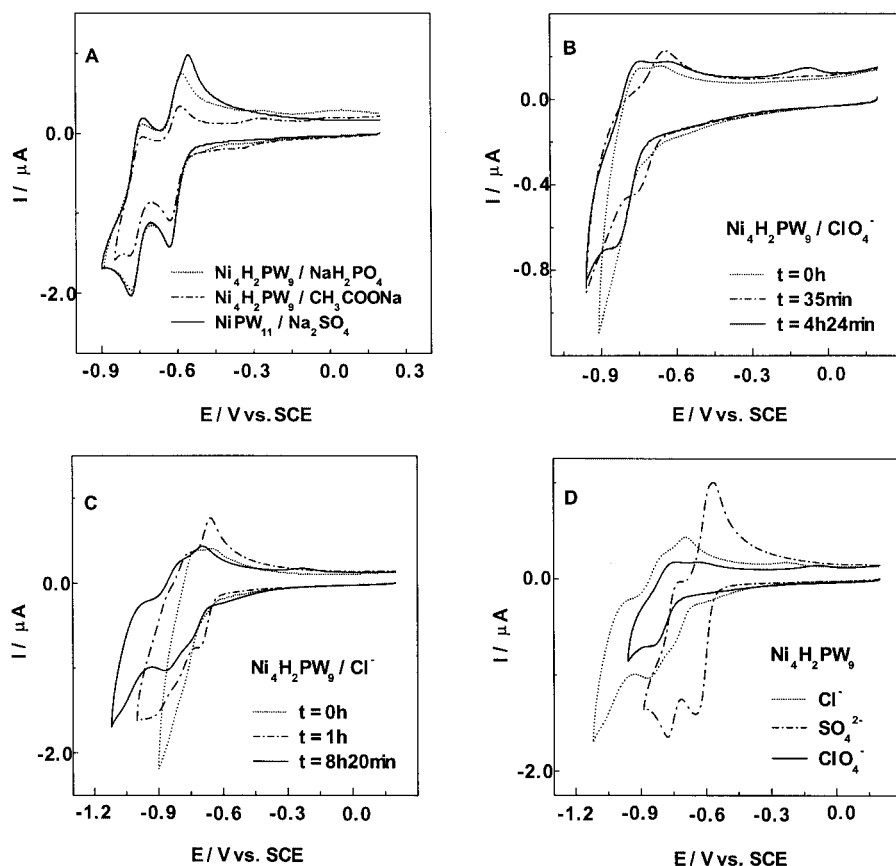 A
I / µA
0.0
-2.0
Ni₄H₂PW₉ / NaH₂PO₄
Ni₄H₂PW₉ / CH₃COONa
NiPW₁₁ / Na₂SO₄
-0.9 -0.6 -0.3 0.0 0.3
E / V vs. SCE
B
I / µA
0.0
-0.4
-0.8
Ni₄H₂PW₉ / ClO₄⁻
t = 0h
t = 35min
t = 4h24min
-0.9 -0.6 -0.3 0.0
E / V vs. SCE
C
I / µA
0.0
-2.0
Ni₄H₂PW₉ / Cl⁻
t = 0h
t = 1h
t = 8h20min
-1.2 -0.9 -0.6 -0.3 0.0
E / V vs. SCE
D
I / µA
0.0
-2.0
Ni₄H₂PW₉
Cl⁻
SO₄²⁻
ClO₄⁻
-1.2 -0.9 -0.6 -0.3 0.0
E / V vs. SCE